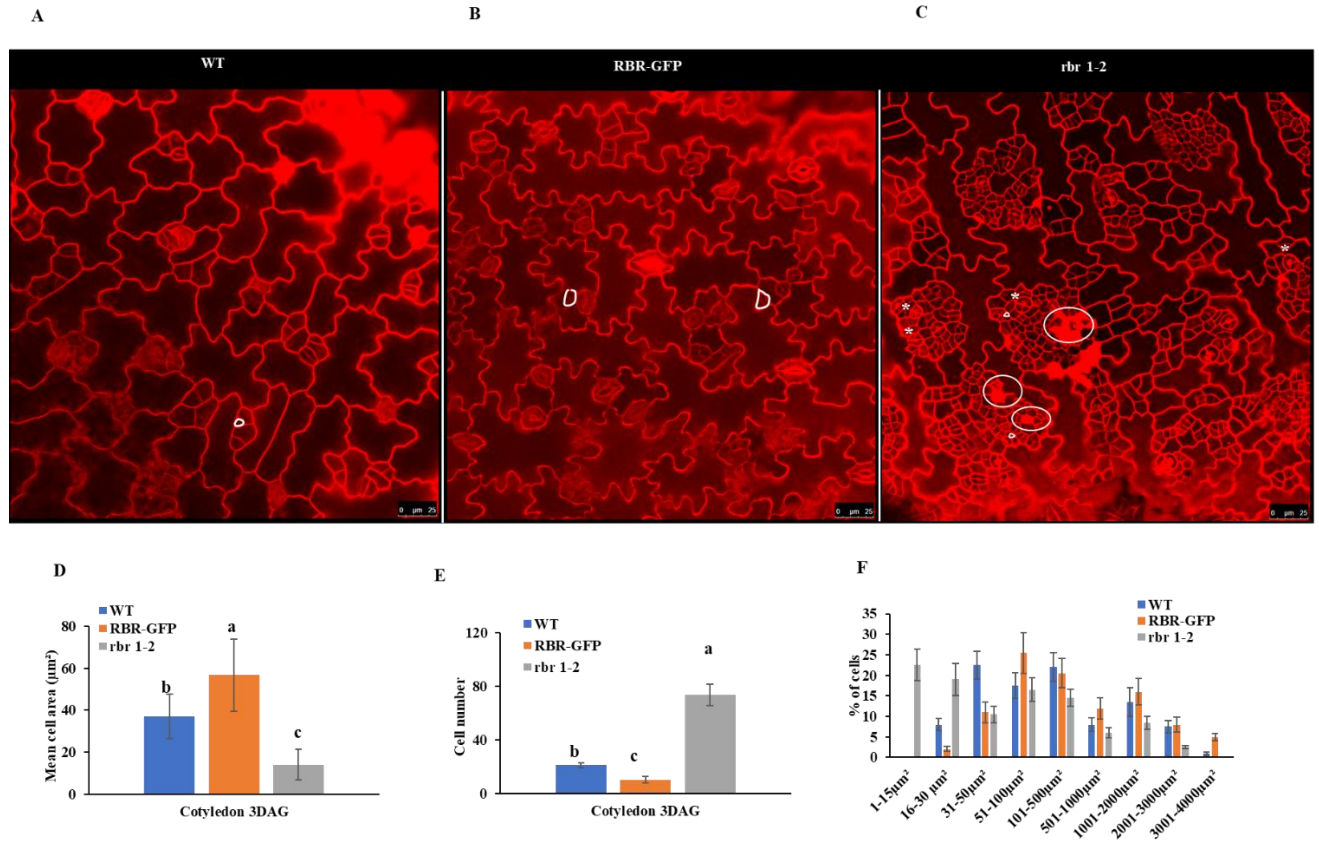 A
B
C
WT
RBR-GFP
rbr 1-2
*
*
*
*
0 µm 25
0 µm 25
0 µm 25
D
WT
RBR-GFP
rbr 1-2
Mean cell area (µm²)
80
60
40
20
0
b
a
c
Cotyledon 3DAG
E
WT
RBR-GFP
rbr 1-2
Cell number
120
80
40
0
b
c
a
Cotyledon 3DAG
F
WT
RBR-GFP
rbr 1-2
% of cells
35
30
25
20
15
10
5
0
1-15µm²
16-30 µm²
31-50µm²
51-100µm²
101-500µm²
501-1000µm²
1001-2000µm²
2001-3000µm²
3001-4000µm²